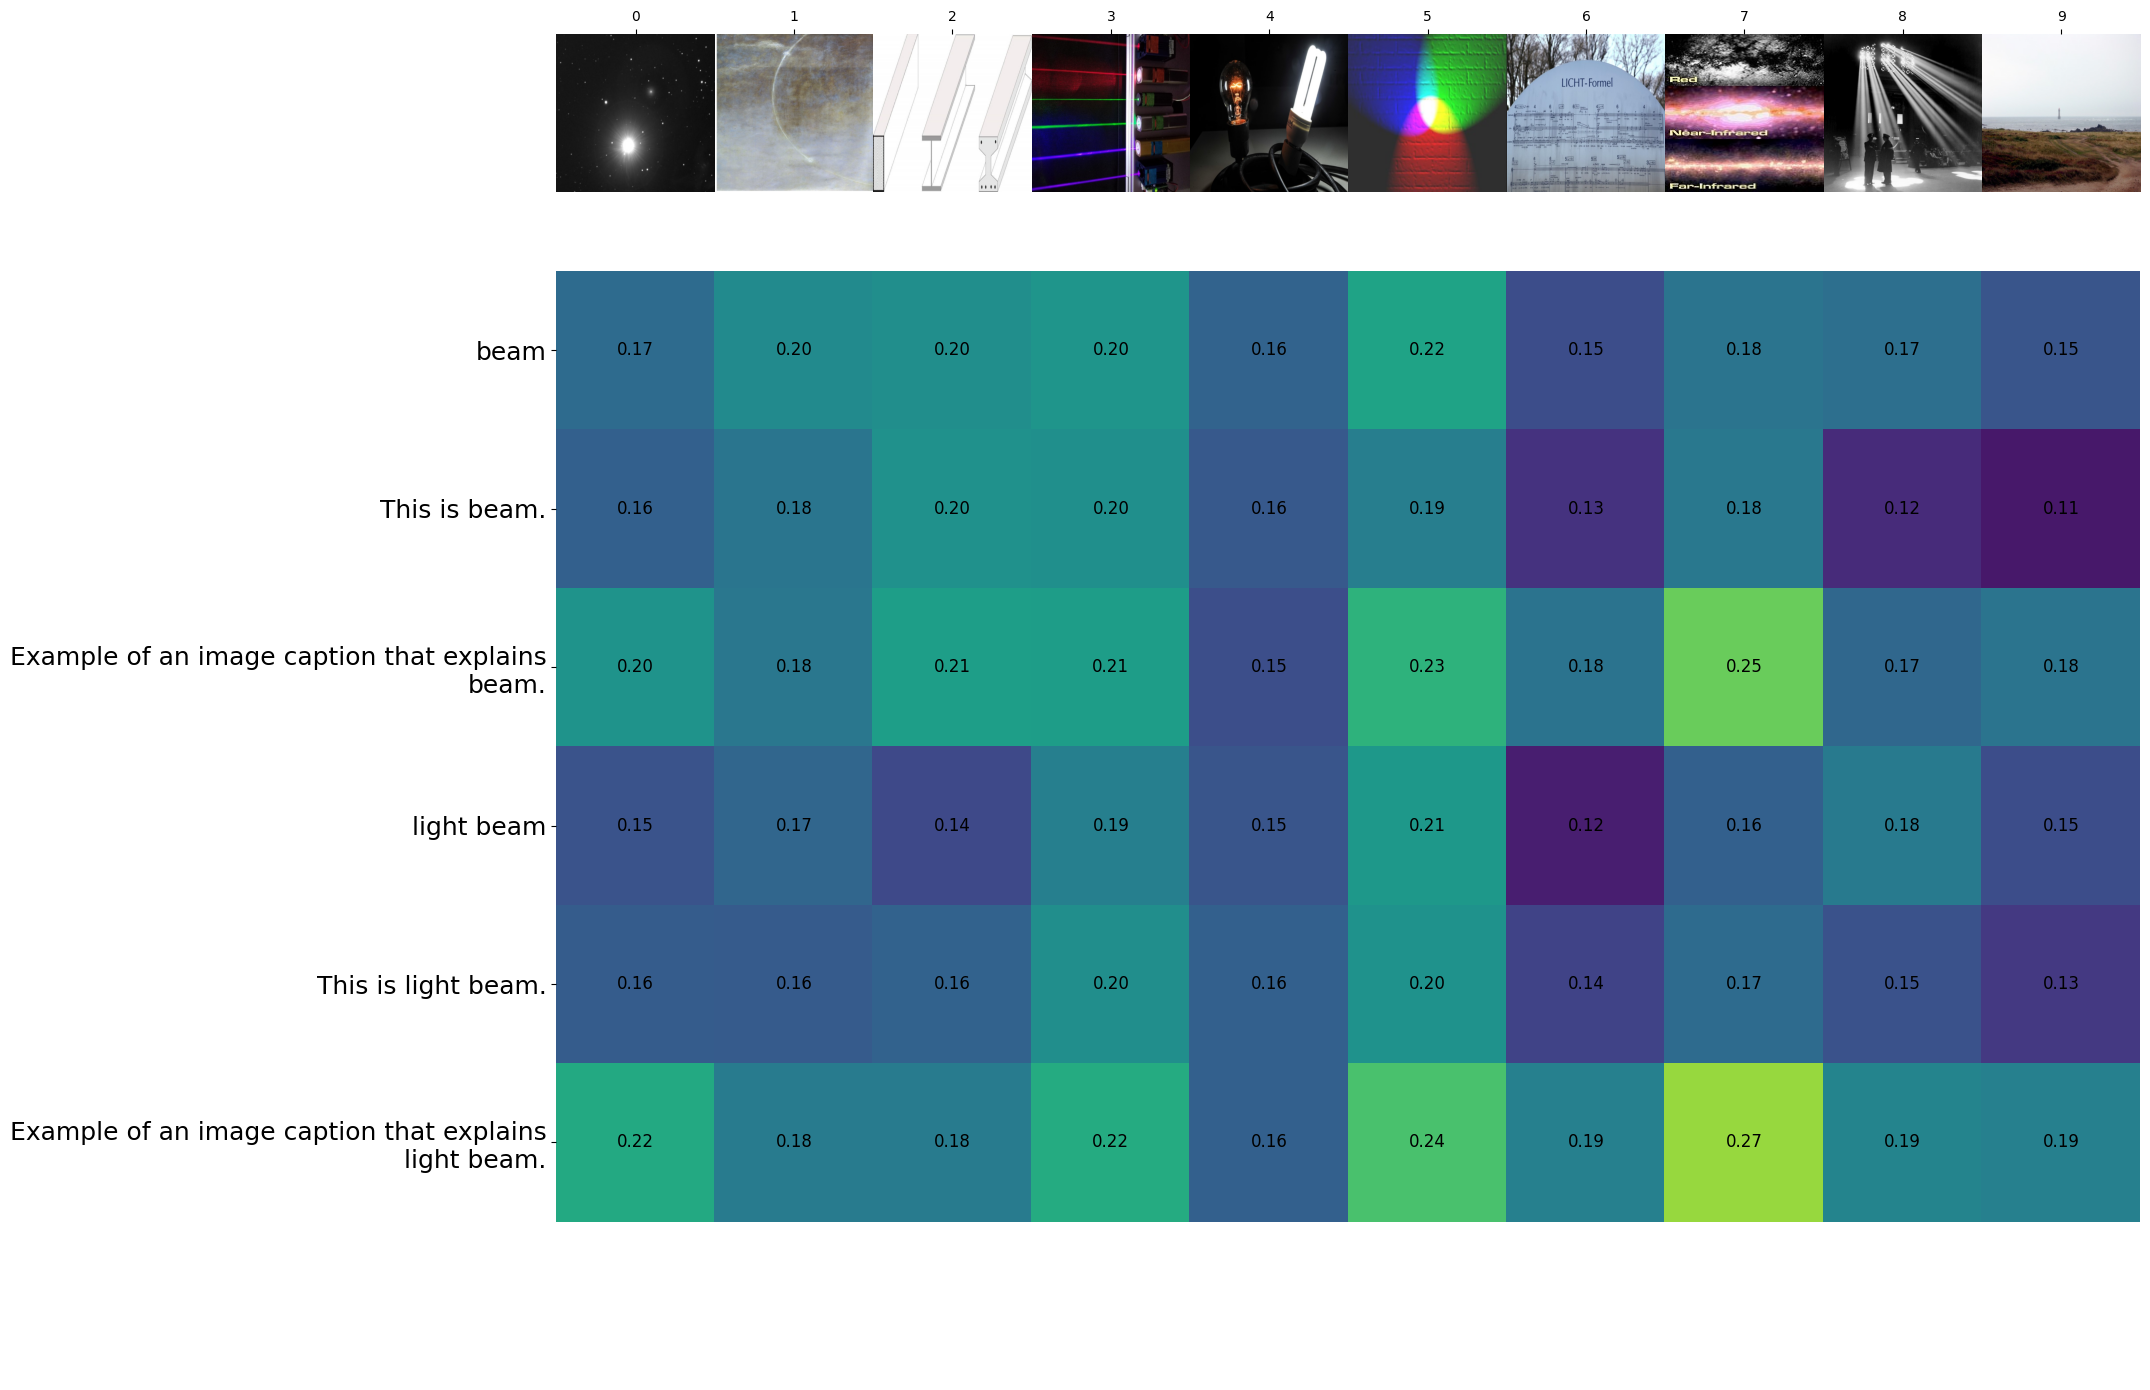 0 1 2 3 4 5 6 7 8 9
LICHT-Formel
Red
Near-Infrared
Far-Infrared
beam 0.17 0.20 0.20 0.20 0.16 0.22 0.15 0.18 0.17 0.15
This is beam. 0.16 0.18 0.20 0.20 0.16 0.19 0.13 0.18 0.12 0.11
Example of an image caption that explains
beam. 0.20 0.18 0.21 0.21 0.15 0.23 0.18 0.25 0.17 0.18
light beam 0.15 0.17 0.14 0.19 0.15 0.21 0.12 0.16 0.18 0.15
This is light beam. 0.16 0.16 0.16 0.20 0.16 0.20 0.14 0.17 0.15 0.13
Example of an image caption that explains
light beam. 0.22 0.18 0.18 0.22 0.16 0.24 0.19 0.27 0.19 0.19